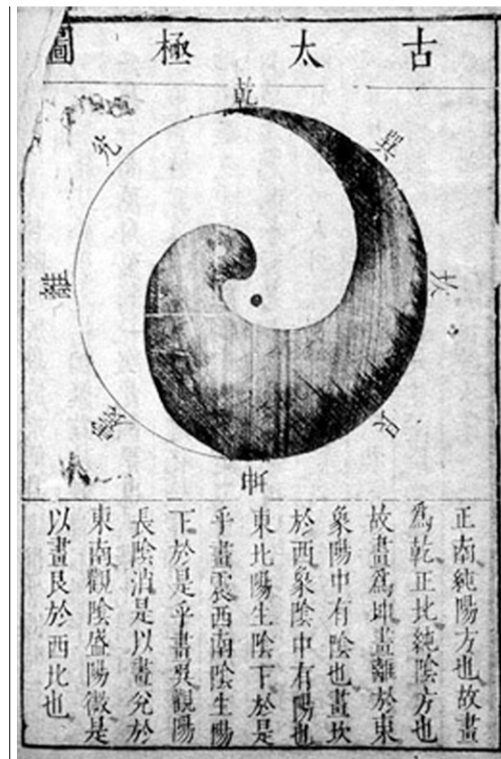 古太極圖
乾
兌
巽
離
坎
震
艮
坤
正南純陽方也故畫
爲乾正北純陰方也
故畫爲坤畫離於東
象陽中有陰也畫坎
於西象陰中有陽也
東北陽生陰下於是
乎畫震西南陰生陽
下於是乎畫巽觀陽
長陰消是以畫兌於
東南觀陰盛陽微是
以畫艮於西北也